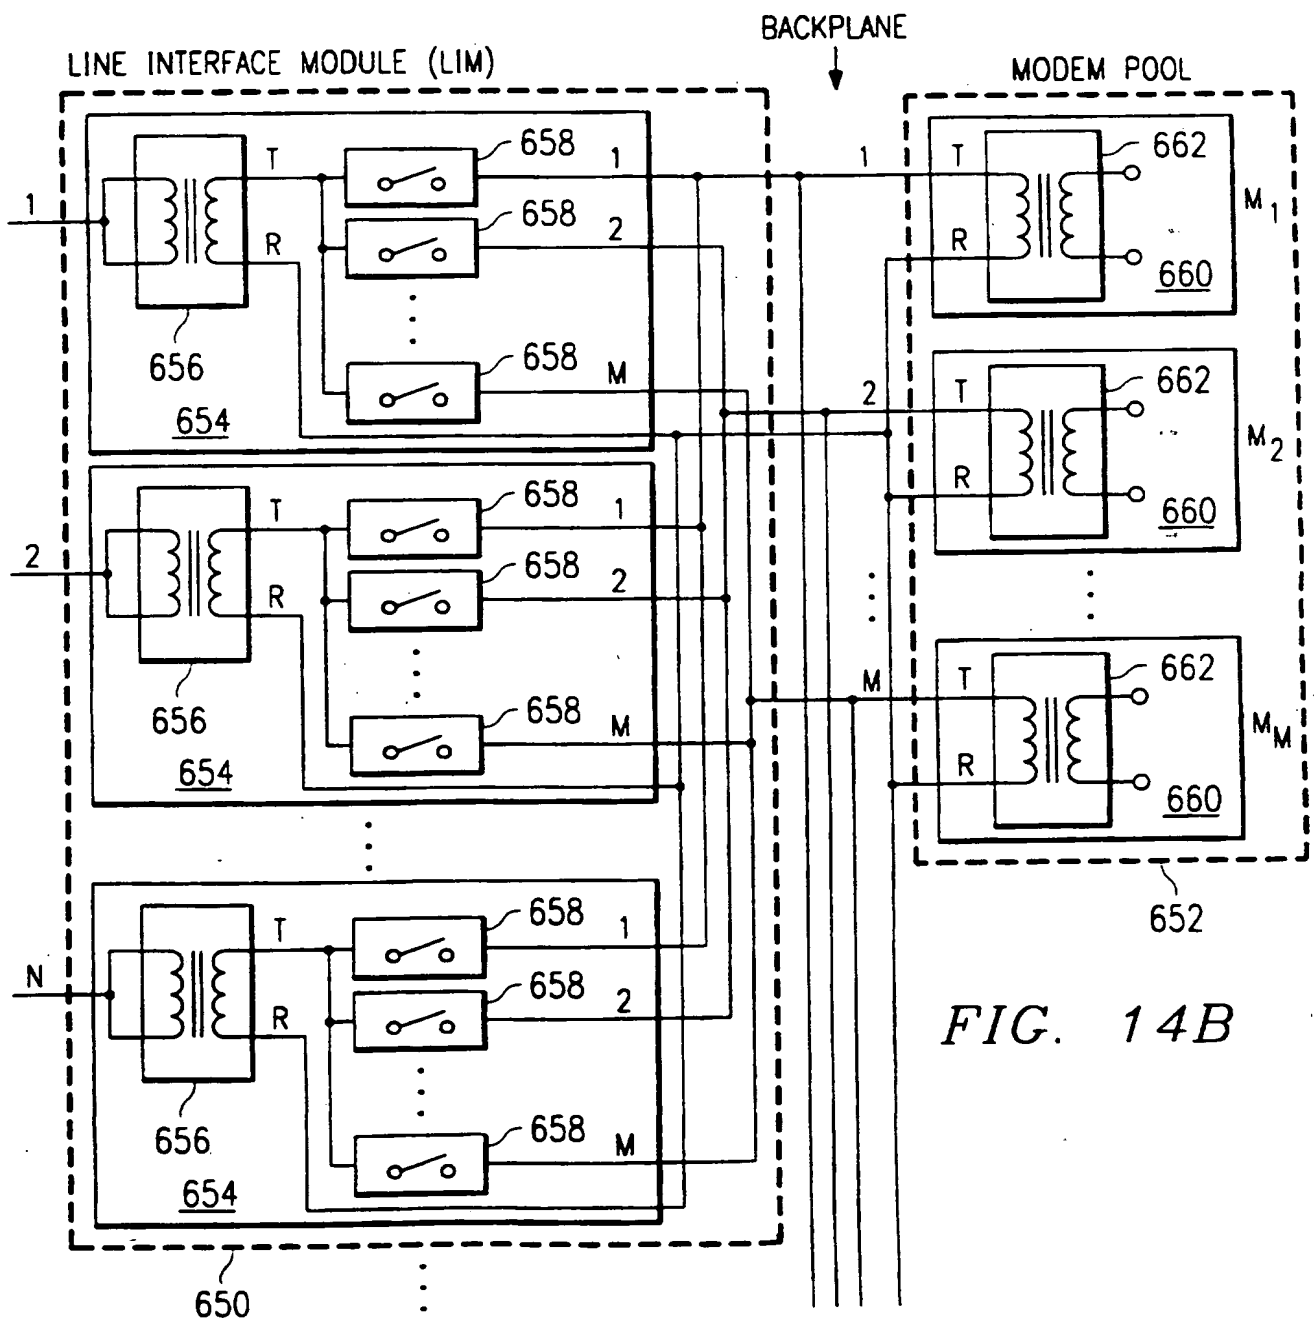 BACKPLANE
LINE INTERFACE MODULE (LIM)
MODEM POOL
1
T
R
656
654
658
1
658
2
658
M
1
T
R
662
660
M1
2
T
R
656
654
658
1
658
2
658
M
2
T
R
662
660
M2
M
T
R
662
660
MM
652
N
T
R
656
654
658
1
658
2
658
M
650
FIG. 14B